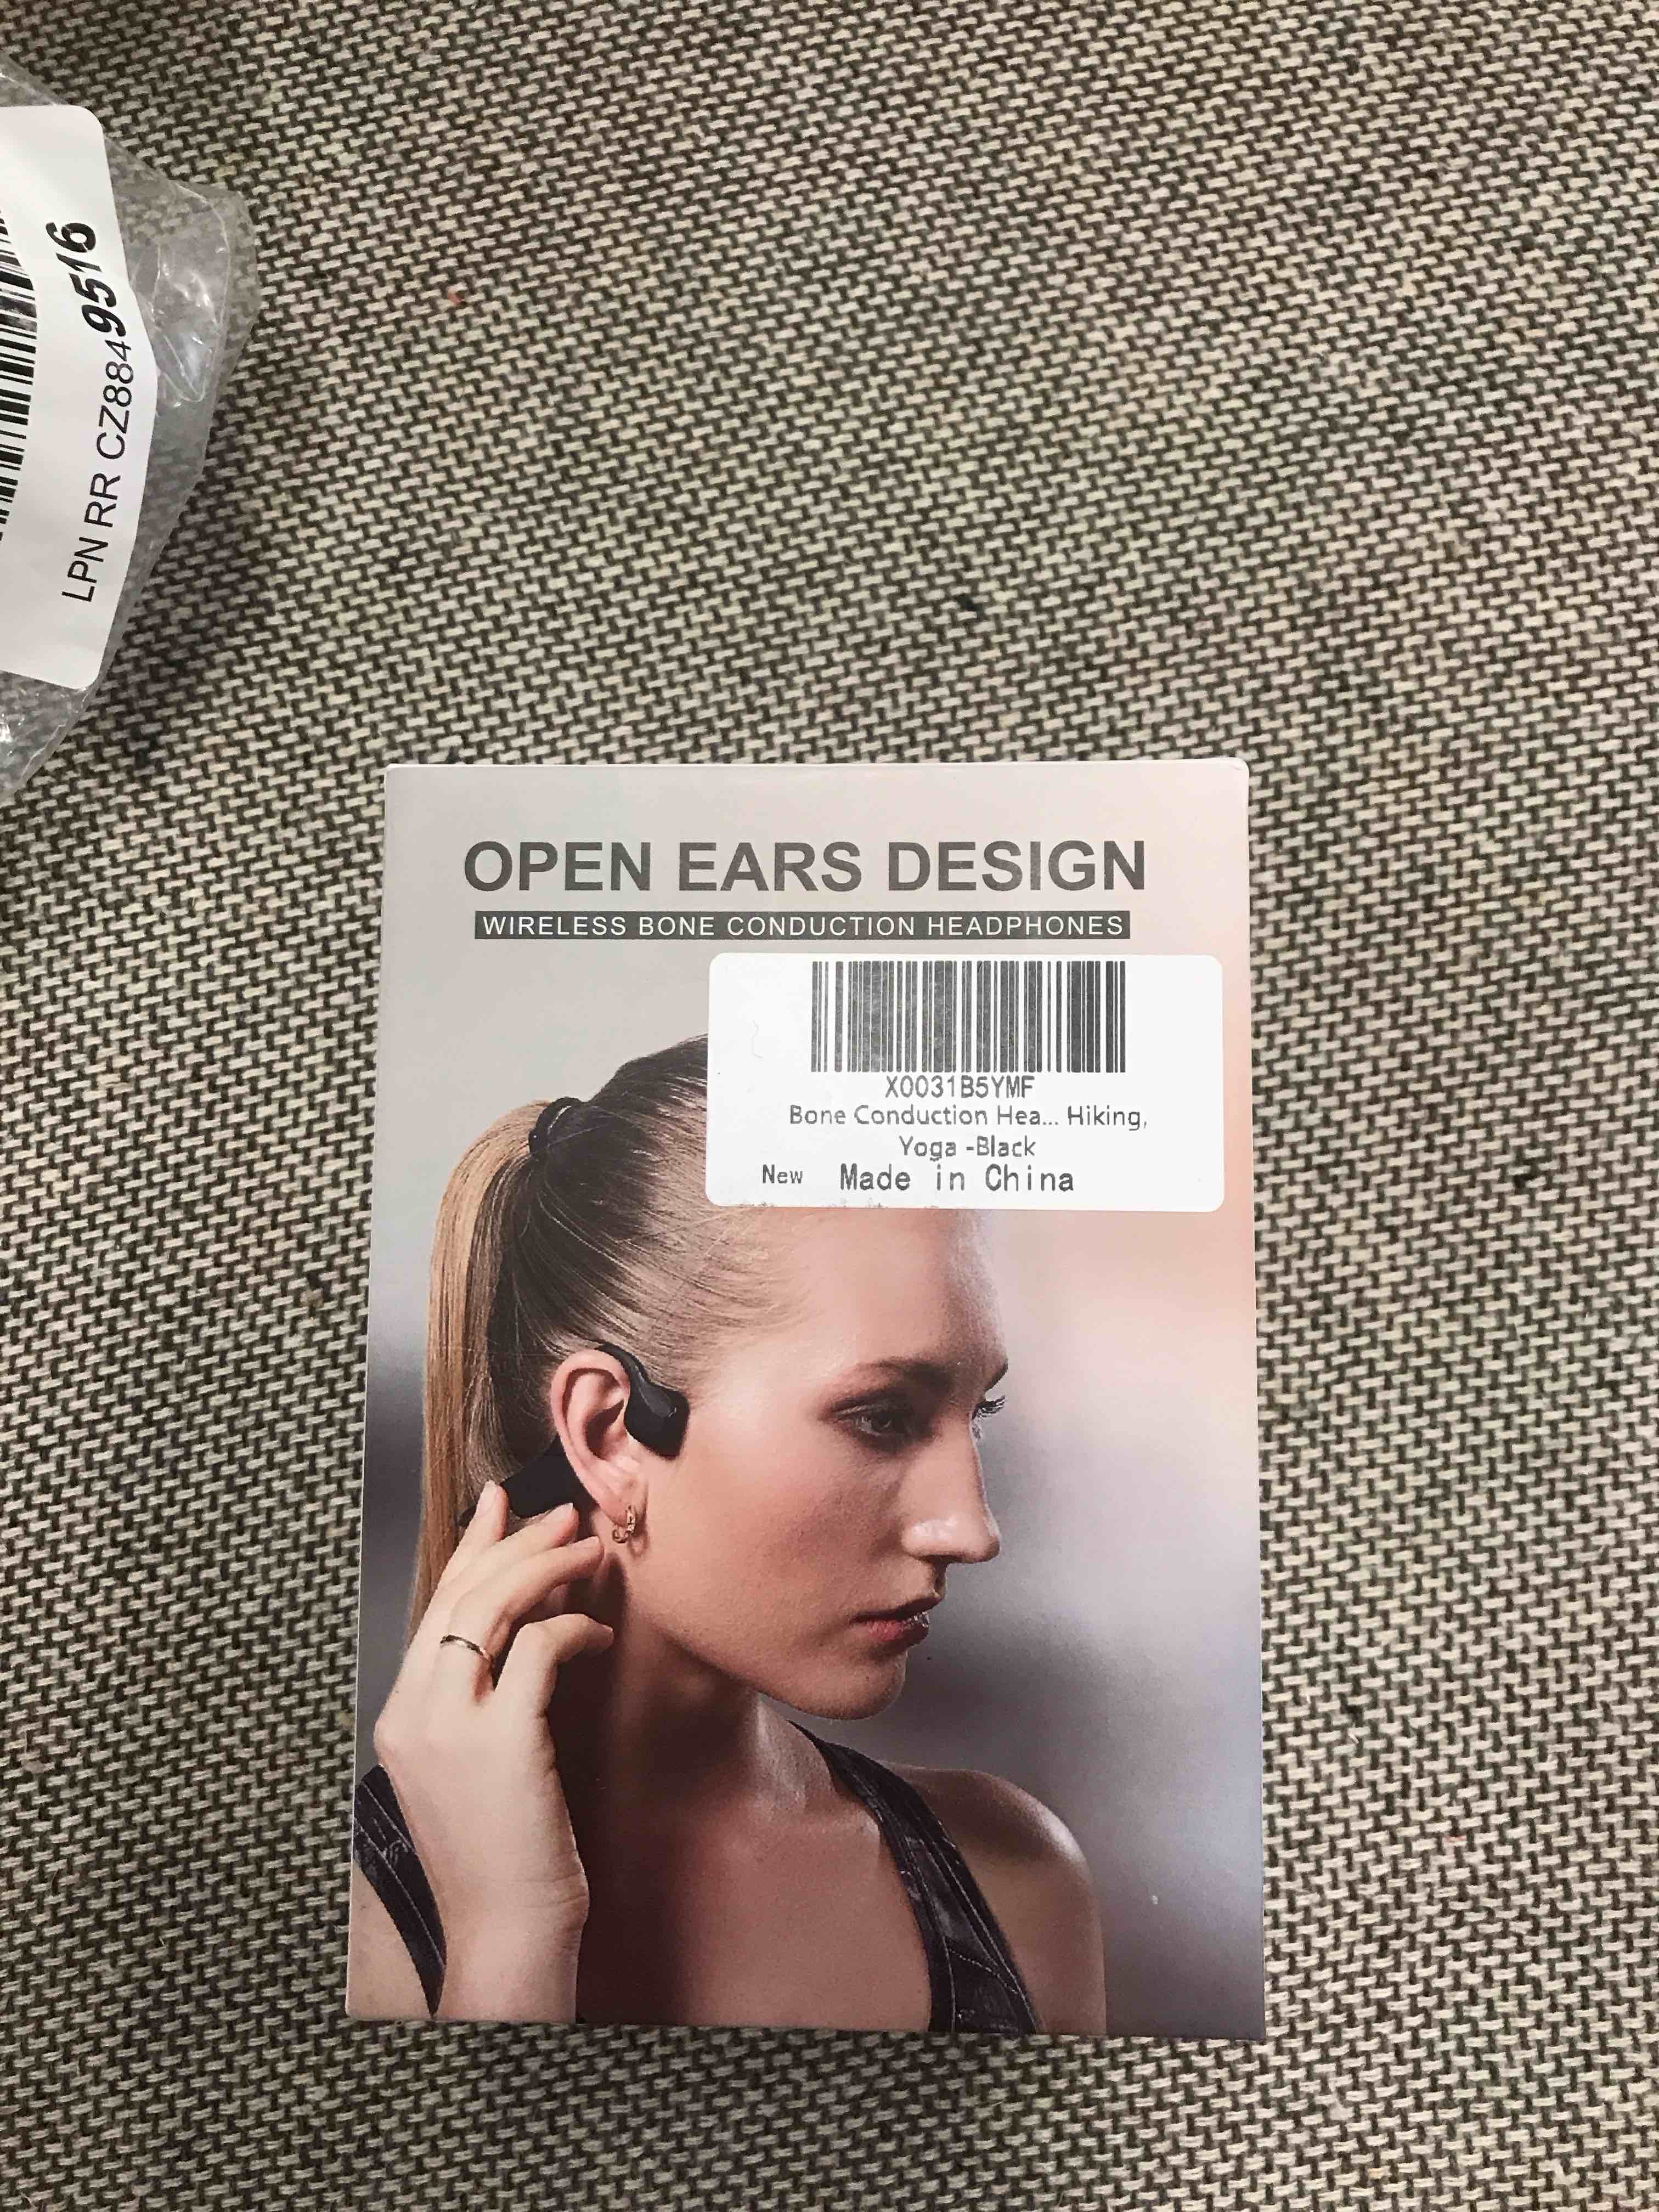 LPN RR CZ8849516
OPEN EARS DESIGN
WIRELESS BONE CONDUCTION HEADPHONES
X0031B5YMF
Bone Conduction Hea... Hiking,
Yoga -Black
New Made in China